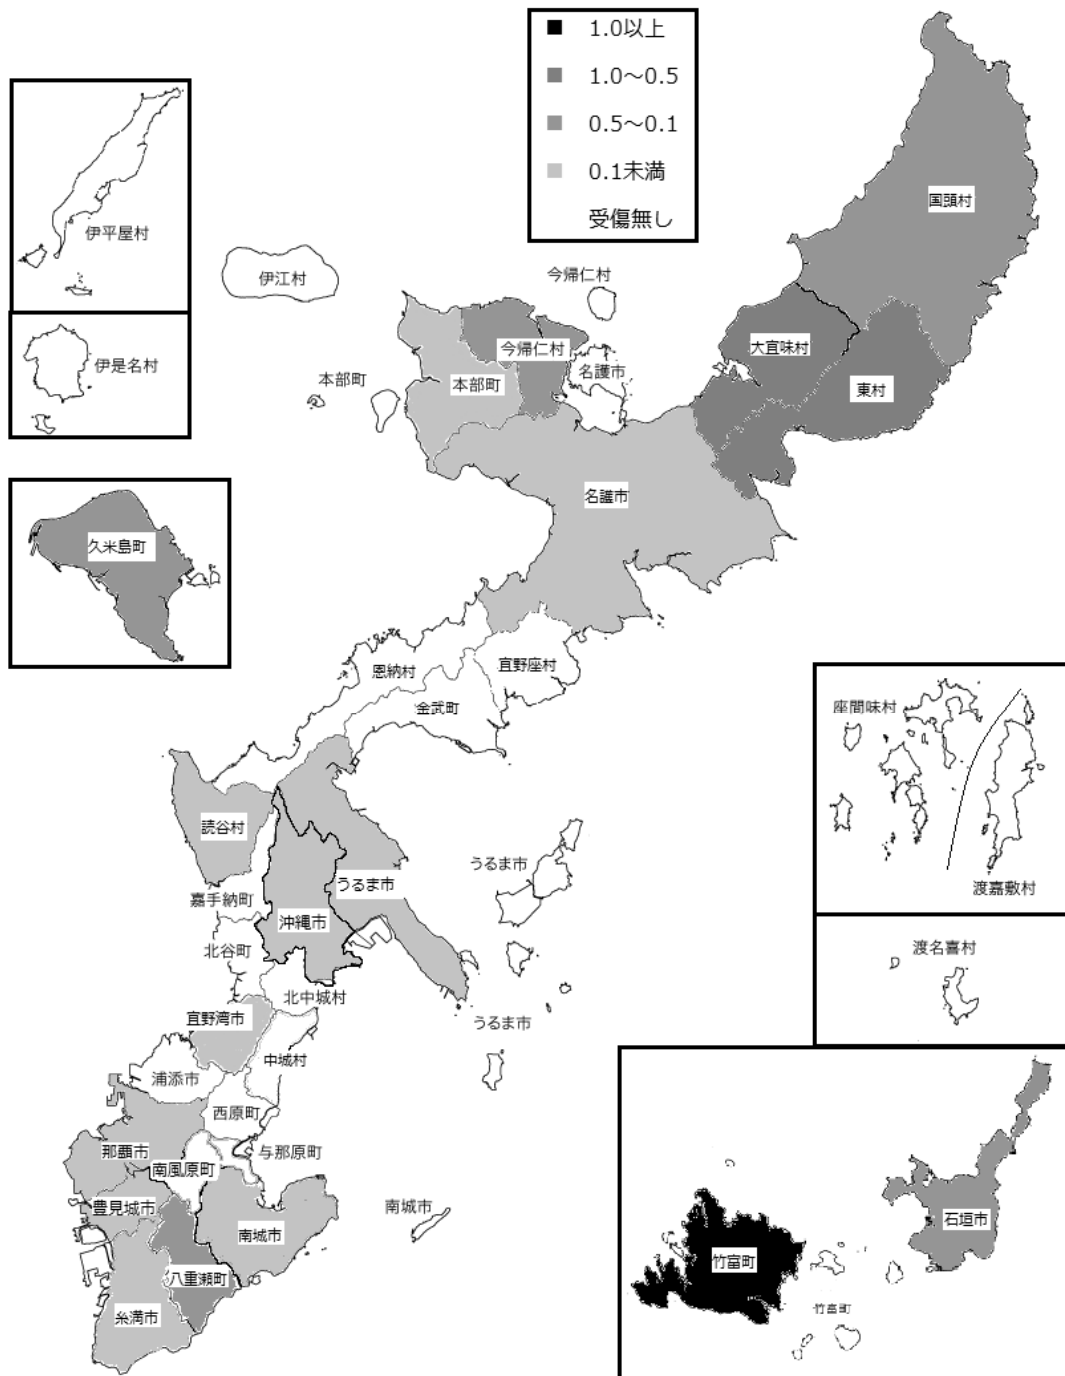 1.0以上
1.0～0.5
0.5～0.1
0.1未満
受傷無し
伊平屋村
伊是名村
伊江村
今帰仁村
国頭村
大宜味村
東村
今帰仁村
名護市
本部町
本部町
名護市
久米島町
恩納村
宜野座村
金武町
座間味村
渡嘉敷村
渡名喜村
読谷村
うるま市
うるま市
嘉手納町
沖縄市
北谷町
北中城村
うるま市
宜野湾市
中城村
浦添市
西原町
那覇市
南風原町
与那原町
豊見城市
南城市
南城市
八重瀬町
糸満市
石垣市
竹富町
竹富町